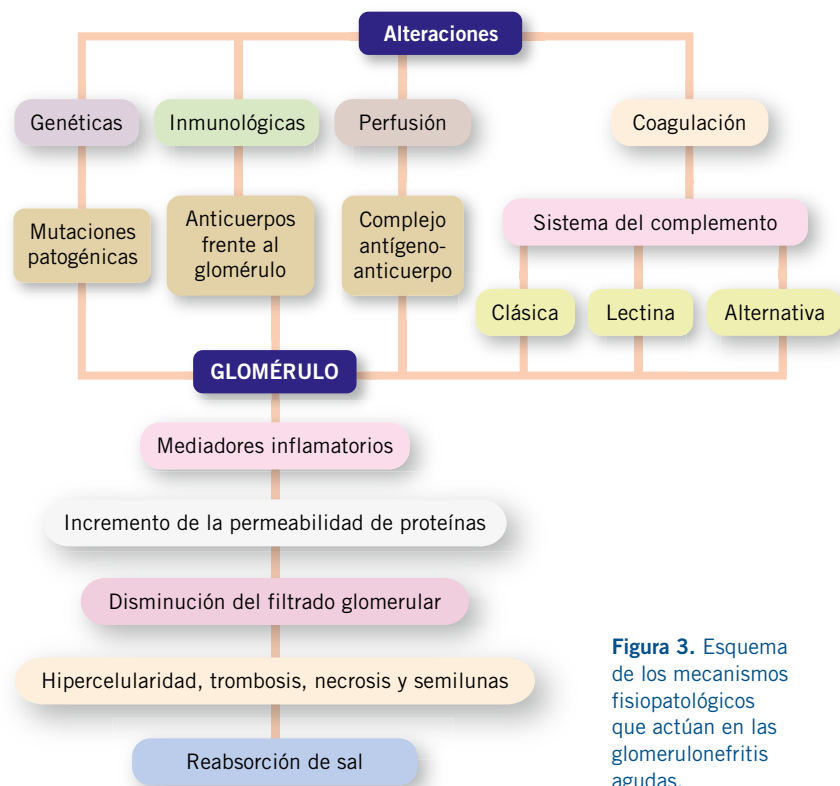 Alteraciones
Genéticas
Inmunológicas
Perfusión
Coagulación
Mutaciones
patogénicas
Anticuerpos
frente al
glomérulo
Complejo
antígeno-
anticuerpo
Sistema del complemento
Clásica
Lectina
Alternativa
GLOMÉRULO
Mediadores inflamatorios
Incremento de la permeabilidad de proteínas
Disminución del filtrado glomerular
Hipercelularidad, trombosis, necrosis y semilunas
Reabsorción de sal
Figura 3. Esquema
de los mecanismos
fisiopatológicos
que actúan en las
glomerulonefritis
agudas.